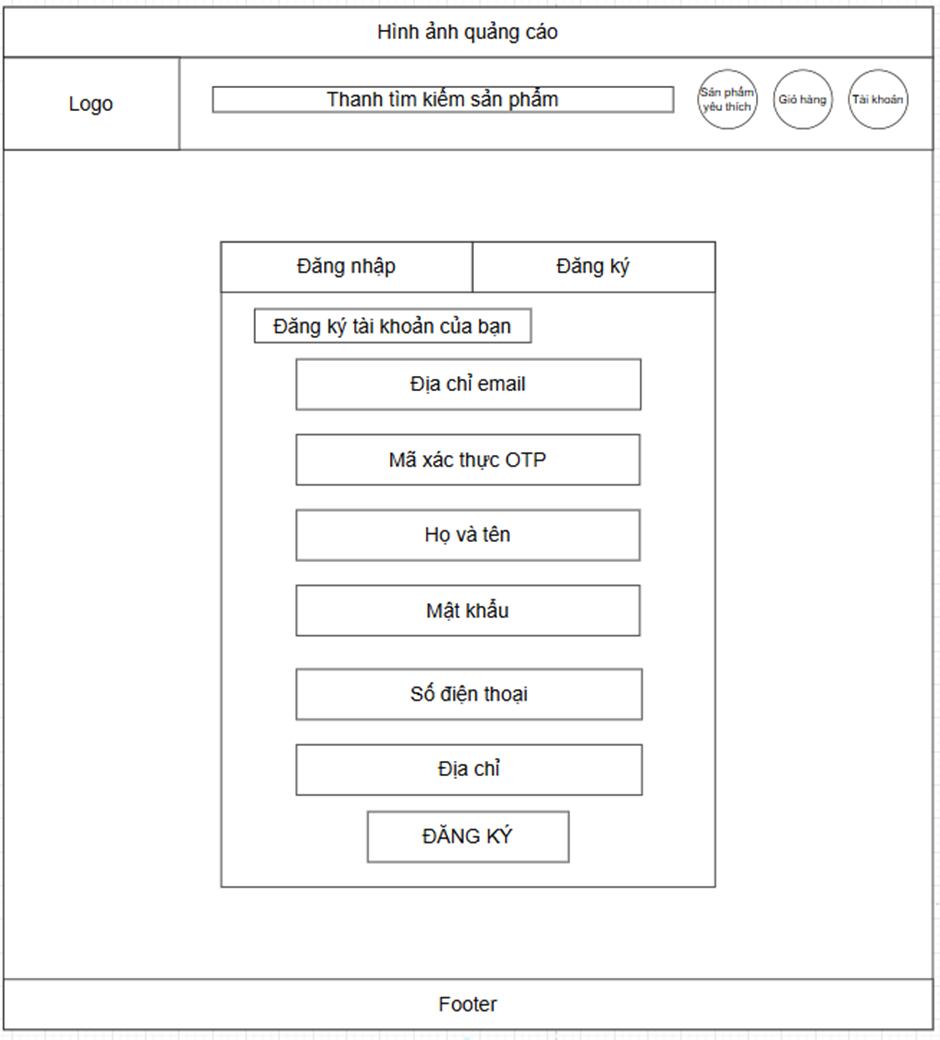 Hình ảnh quảng cáo
Logo
Thanh tìm kiếm sản phẩm
Sản phẩm
yêu thích
Giỏ hàng
Tài khoản
Đăng nhập
Đăng ký
Đăng ký tài khoản của bạn
Địa chỉ email
Mã xác thực OTP
Họ và tên
Mật khẩu
Số điện thoại
Địa chỉ
ĐĂNG KÝ
Footer